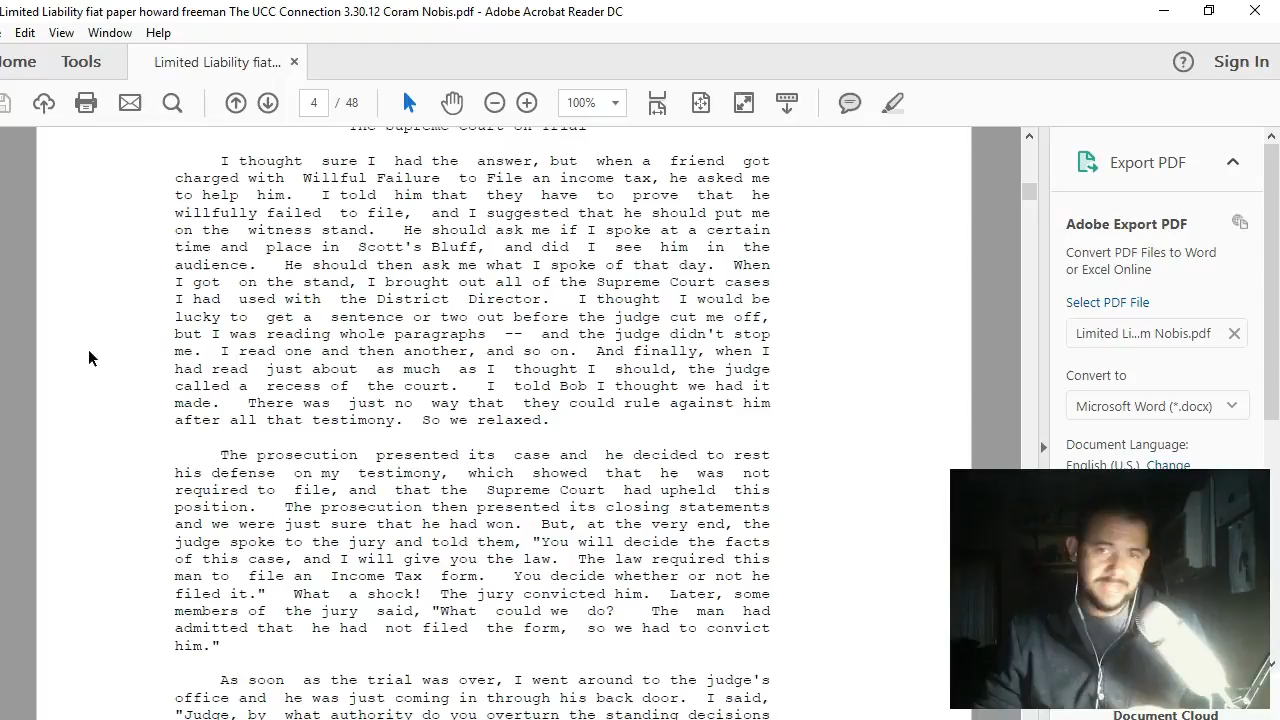 Limited Liability fiat paper howard freeman The UCC Connection 3.30.12 Coram Nobis.pdf - Adobe Acrobat Reader DC
Edit View Window Help
Home Tools Limited Liability fiat... × Sign In
4 / 48 100%
The Supreme Court on Trial
I thought sure I had the answer, but when a friend got
charged with Willful Failure to File an income tax, he asked me
to help him. I told him that they have to prove that he
willfully failed to file, and I suggested that he should put me
on the witness stand. He should ask me if I spoke at a certain
time and place in Scott's Bluff, and did I see him in the
audience. He should then ask me what I spoke of that day. When
I got on the stand, I brought out all of the Supreme Court cases
I had used with the District Director. I thought I would be
lucky to get a sentence or two out before the judge cut me off,
but I was reading whole paragraphs -- and the judge didn't stop
me. I read one and then another, and so on. And finally, when I
had read just about as much as I thought I should, the judge
called a recess of the court. I told Bob I thought we had it
made. There was just no way that they could rule against him
after all that testimony. So we relaxed.
The prosecution presented its case and he decided to rest
his defense on my testimony, which showed that he was not
required to file, and that the Supreme Court had upheld this
position. The prosecution then presented its closing statements
and we were just sure that he had won. But, at the very end, the
judge spoke to the jury and told them, "You will decide the facts
of this case, and I will give you the law. The law required this
man to file an Income Tax form. You decide whether or not he
filed it." What a shock! The jury convicted him. Later, some
members of the jury said, "What could we do? The man had
admitted that he had not filed the form, so we had to convict
him."
As soon as the trial was over, I went around to the judge's
office and he was just coming in through his back door. I said,
"Judge, by what authority do you overturn the standing decisions
Export PDF
Adobe Export PDF
Convert PDF Files to Word
or Excel Online
Select PDF File
Limited Li...m Nobis.pdf
Convert to
Microsoft Word (*.docx)
Document Language:
English (U.S.) Change
Document Cloud